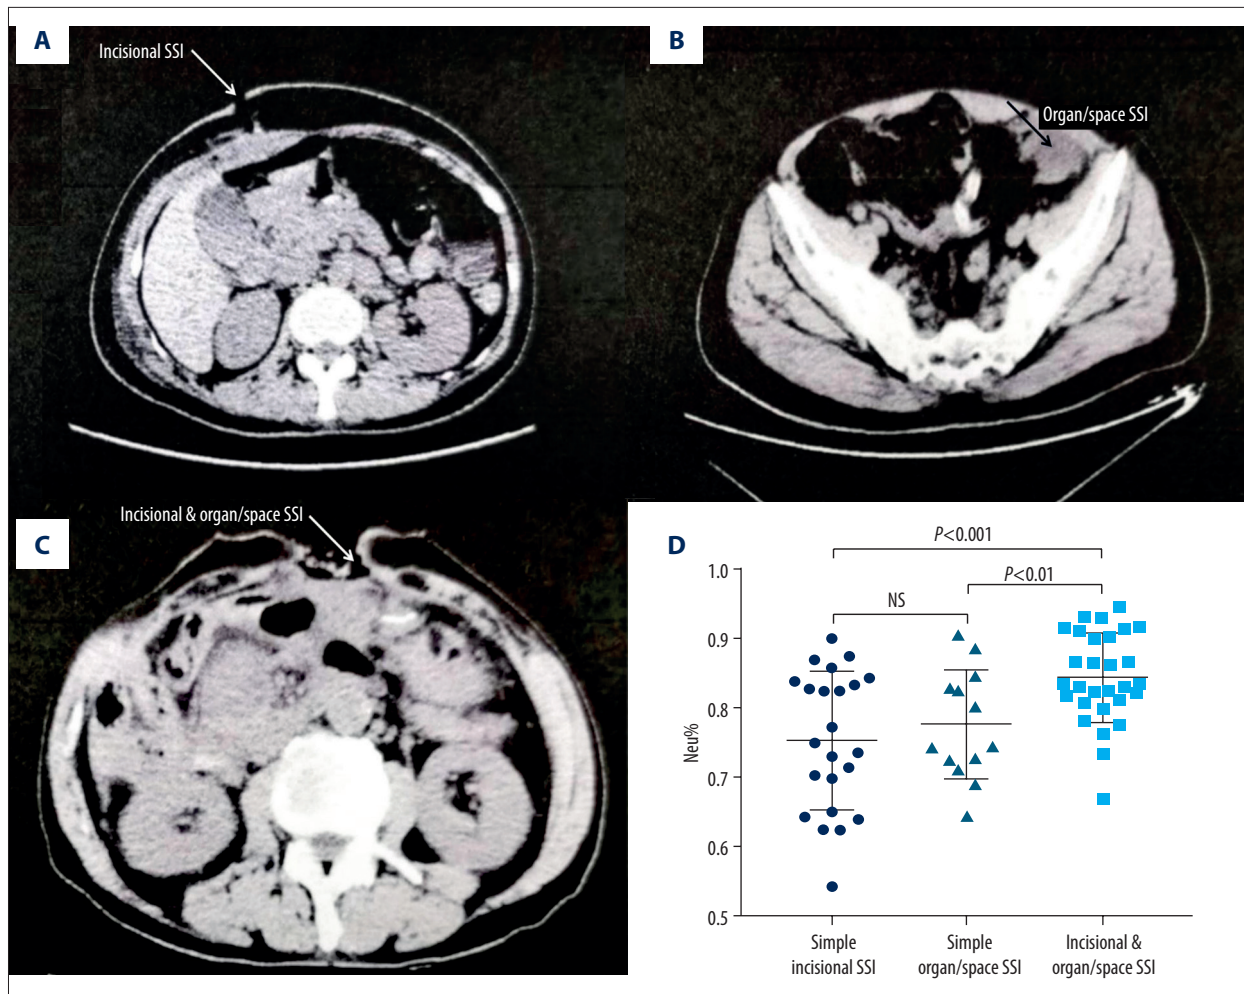 A
Incisional SSI
B
Organ/space SSI
C
Incisional & organ/space SSI
D
P<0.001
P<0.01
NS
1.0
0.9
0.8
0.7
0.6
0.5
Neu%
Simple
incisional SSI
Simple
organ/space SSI
Incisional &
organ/space SSI